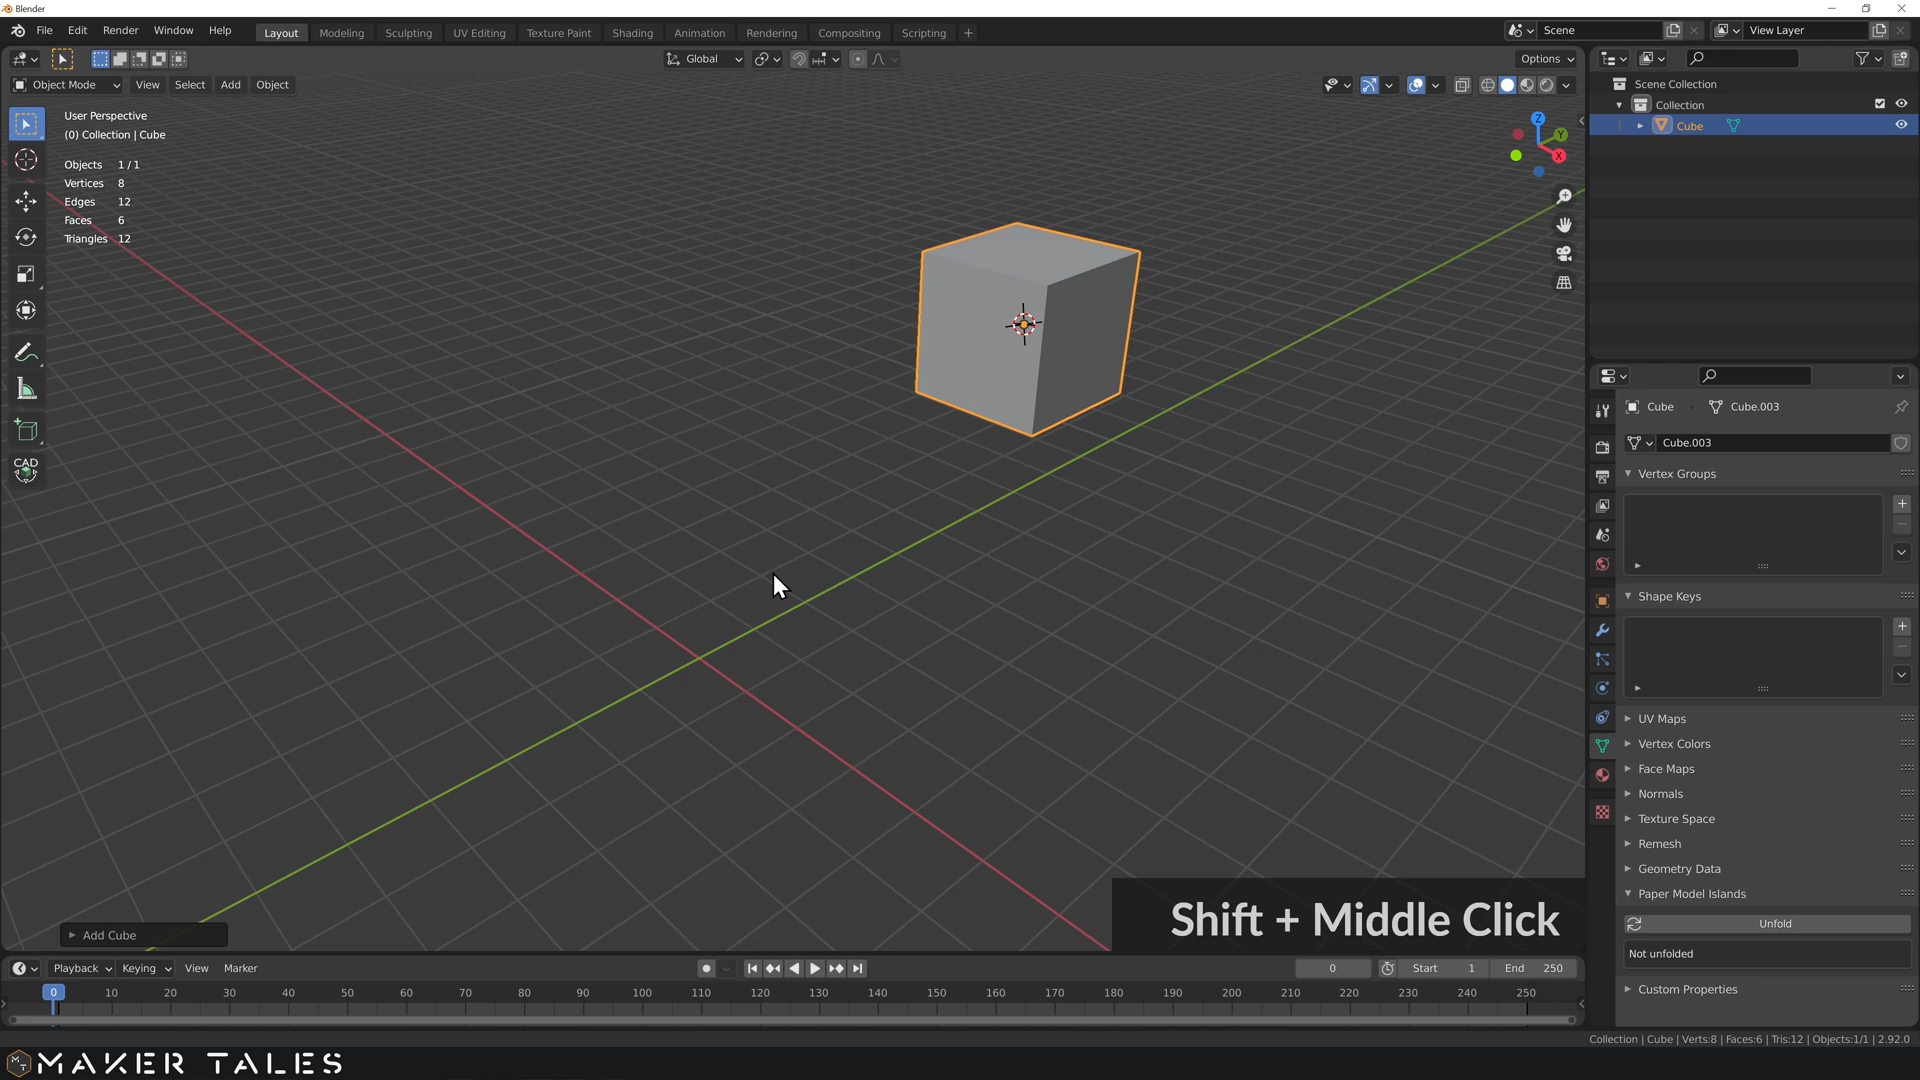 Blender
File Edit Render Window Help
Layout Modeling Sculpting UV Editing Texture Paint Shading Animation Rendering Compositing Scripting +
Scene
View Layer
Global
Options
Object Mode View Select Add Object
User Perspective
(0) Collection | Cube
Objects 1 / 1
Vertices 8
Edges 12
Faces 6
Triangles 12
CAD
Z
Y
X
Scene Collection
Collection
Cube
Cube Cube.003
Cube.003
Vertex Groups
Shape Keys
UV Maps
Vertex Colors
Face Maps
Normals
Texture Space
Remesh
Geometry Data
Paper Model Islands
Unfold
Not unfolded
Custom Properties
Add Cube
Shift + Middle Click
Playback Keying View Marker
0 Start 1 End 250
0 10 20 30 40 50 60 70 80 90 100 110 120 130 140 150 160 170 180 190 200 210 220 230 240 250
Collection | Cube | Verts:8 | Faces:6 | Tris:12 | Objects:1/1 | 2.92.0
MAKER TALES